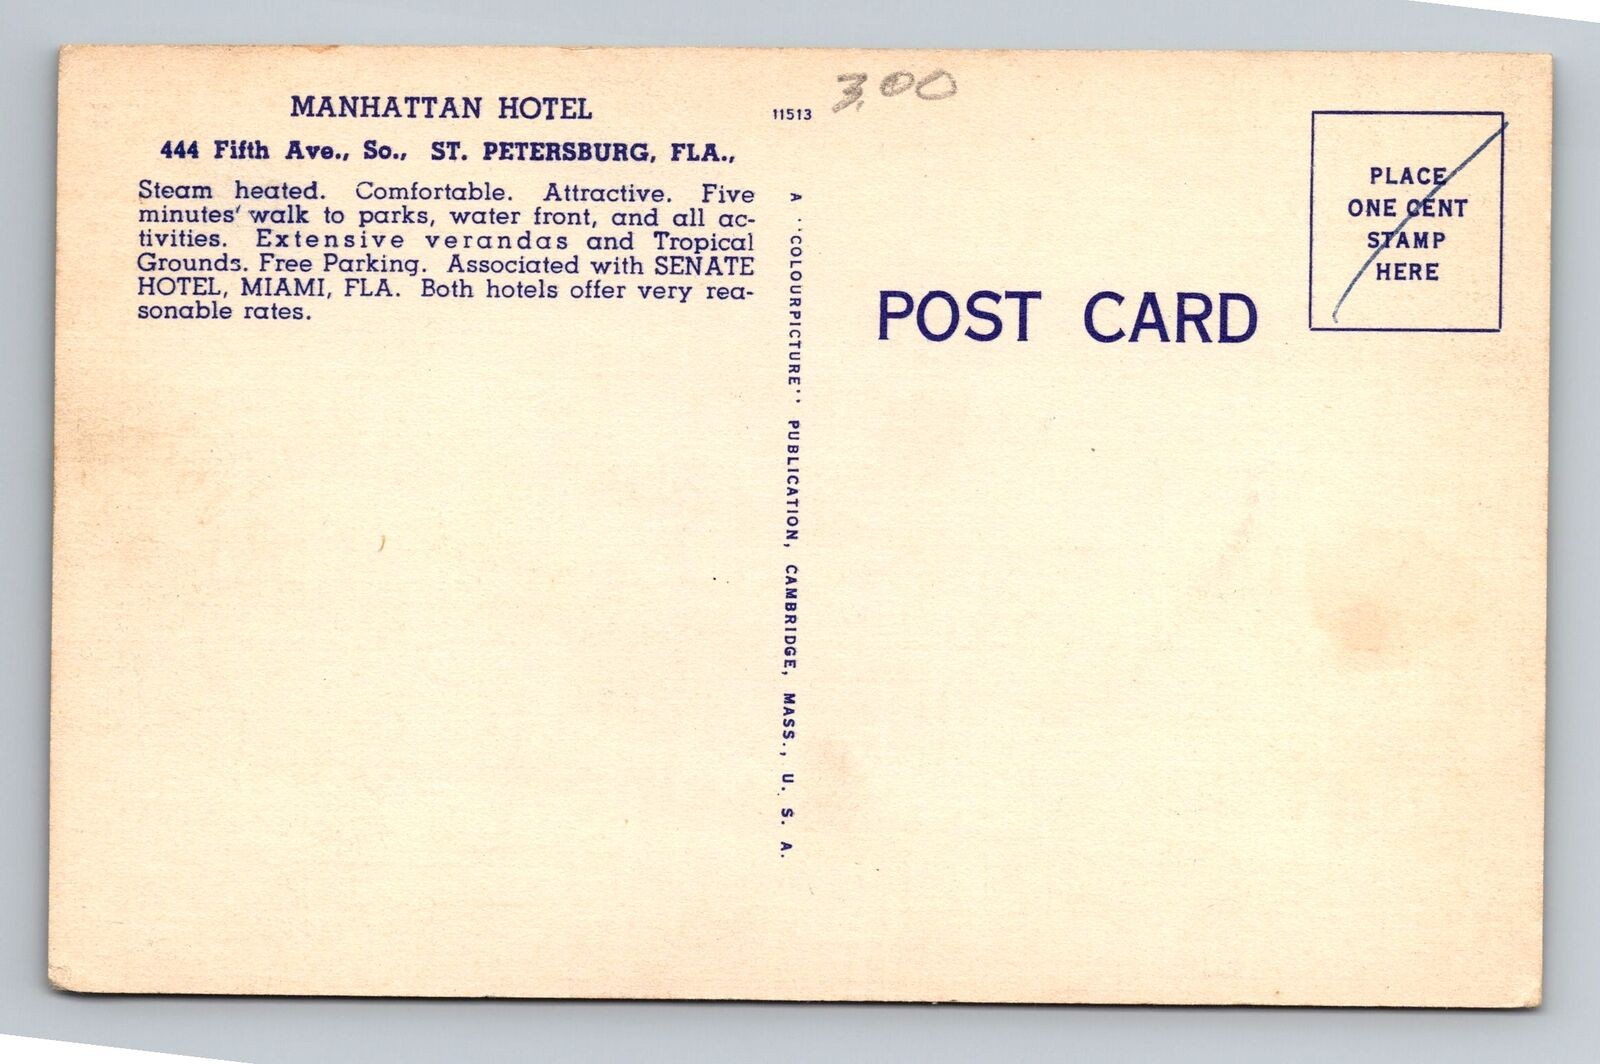 MANHATTAN HOTEL
444 Fifth Ave., So., ST. PETERSBURG, FLA.,
Steam heated. Comfortable. Attractive. Five
minutes' walk to parks, water front, and all ac-
tivities. Extensive verandas and Tropical
Grounds. Free Parking. Associated with SENATE
HOTEL, MIAMI, FLA. Both hotels offer very rea-
sonable rates.
11513
3.00
A "COLOURPICTURE" PUBLICATION, CAMBRIDGE, MASS., U. S. A.
POST CARD
PLACE
ONE CENT
STAMP
HERE